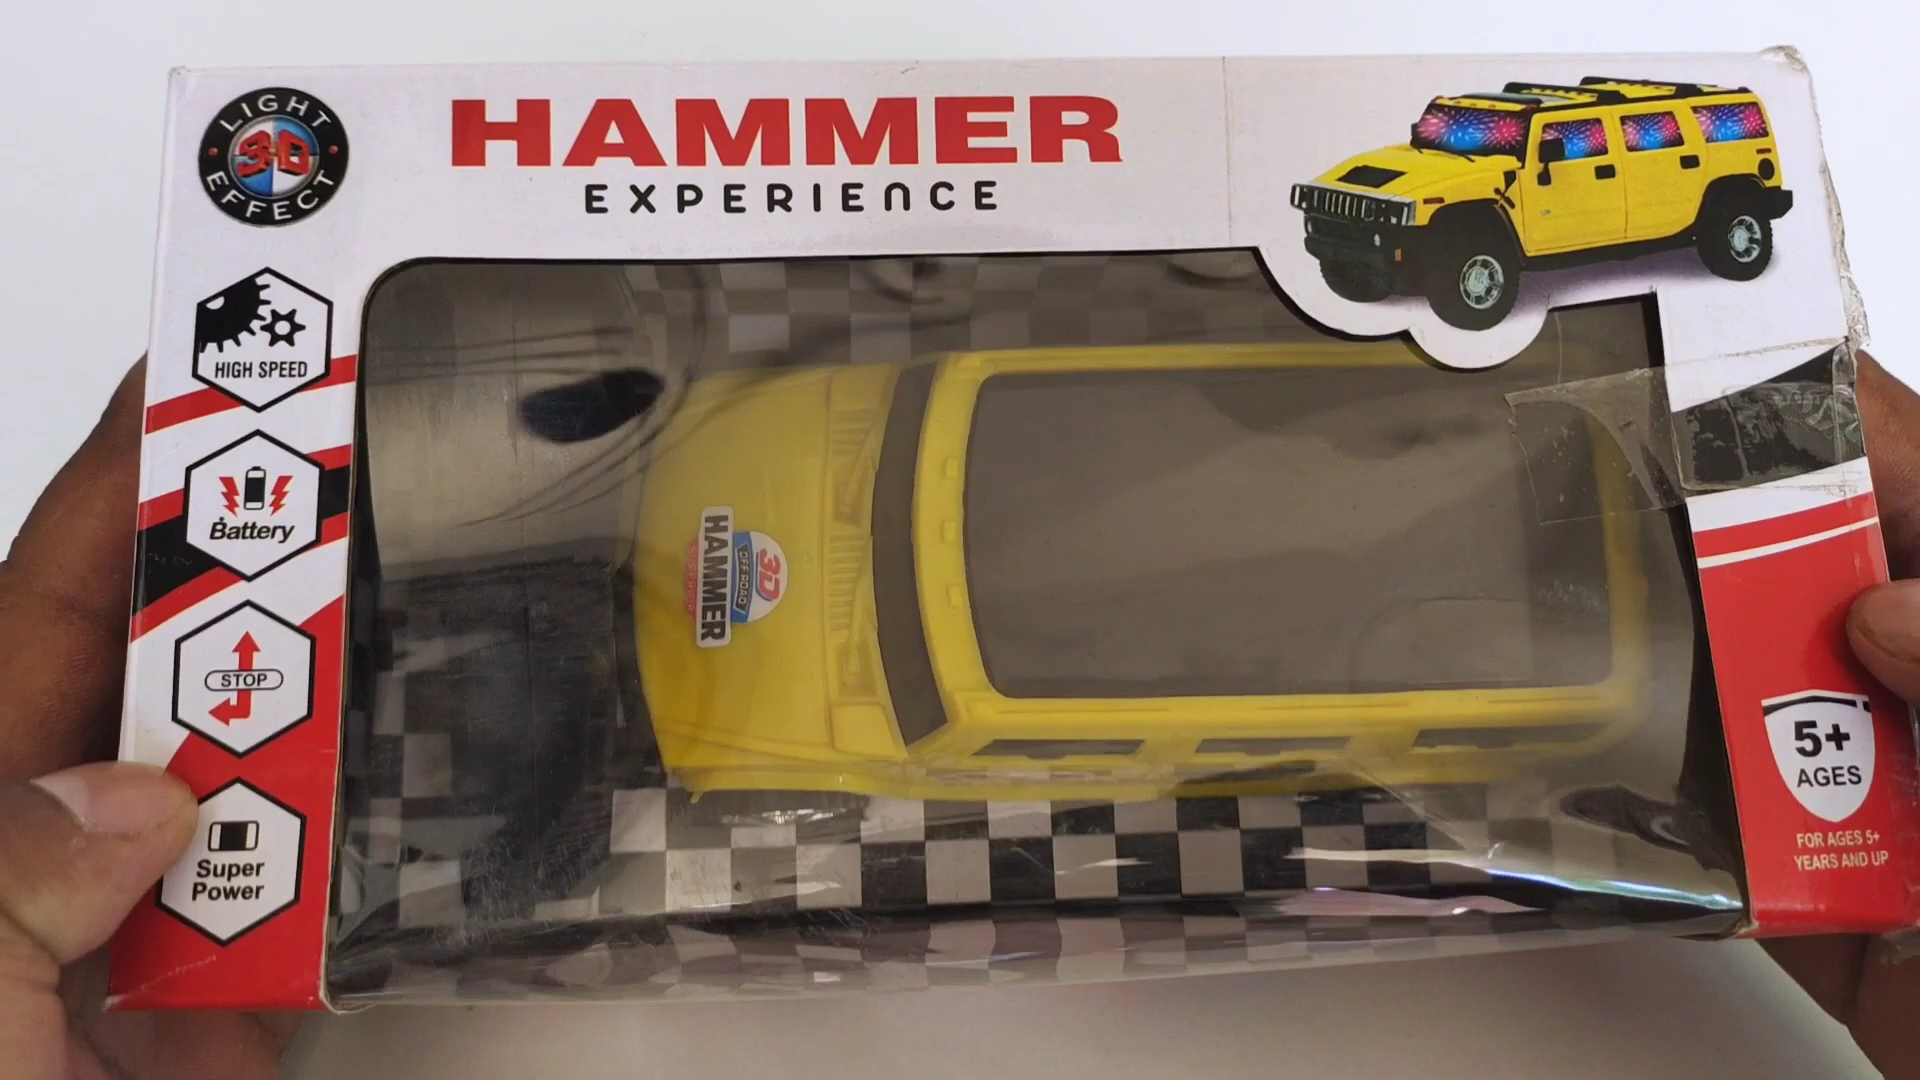 LIGHT
3-D
EFFECT
HAMMER
EXPERIENCE
HIGH SPEED
Battery
STOP
Super
Power
3D
OFF ROAD
HAMMER
5+
AGES
FOR AGES 5+
YEARS AND UP